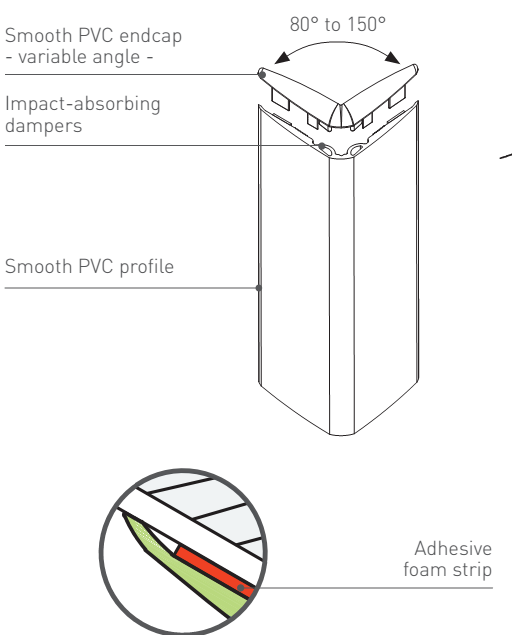 80° to 150°
Smooth PVC endcap
- variable angle -
Impact-absorbing
dampers
Smooth PVC profile
Adhesive
foam strip